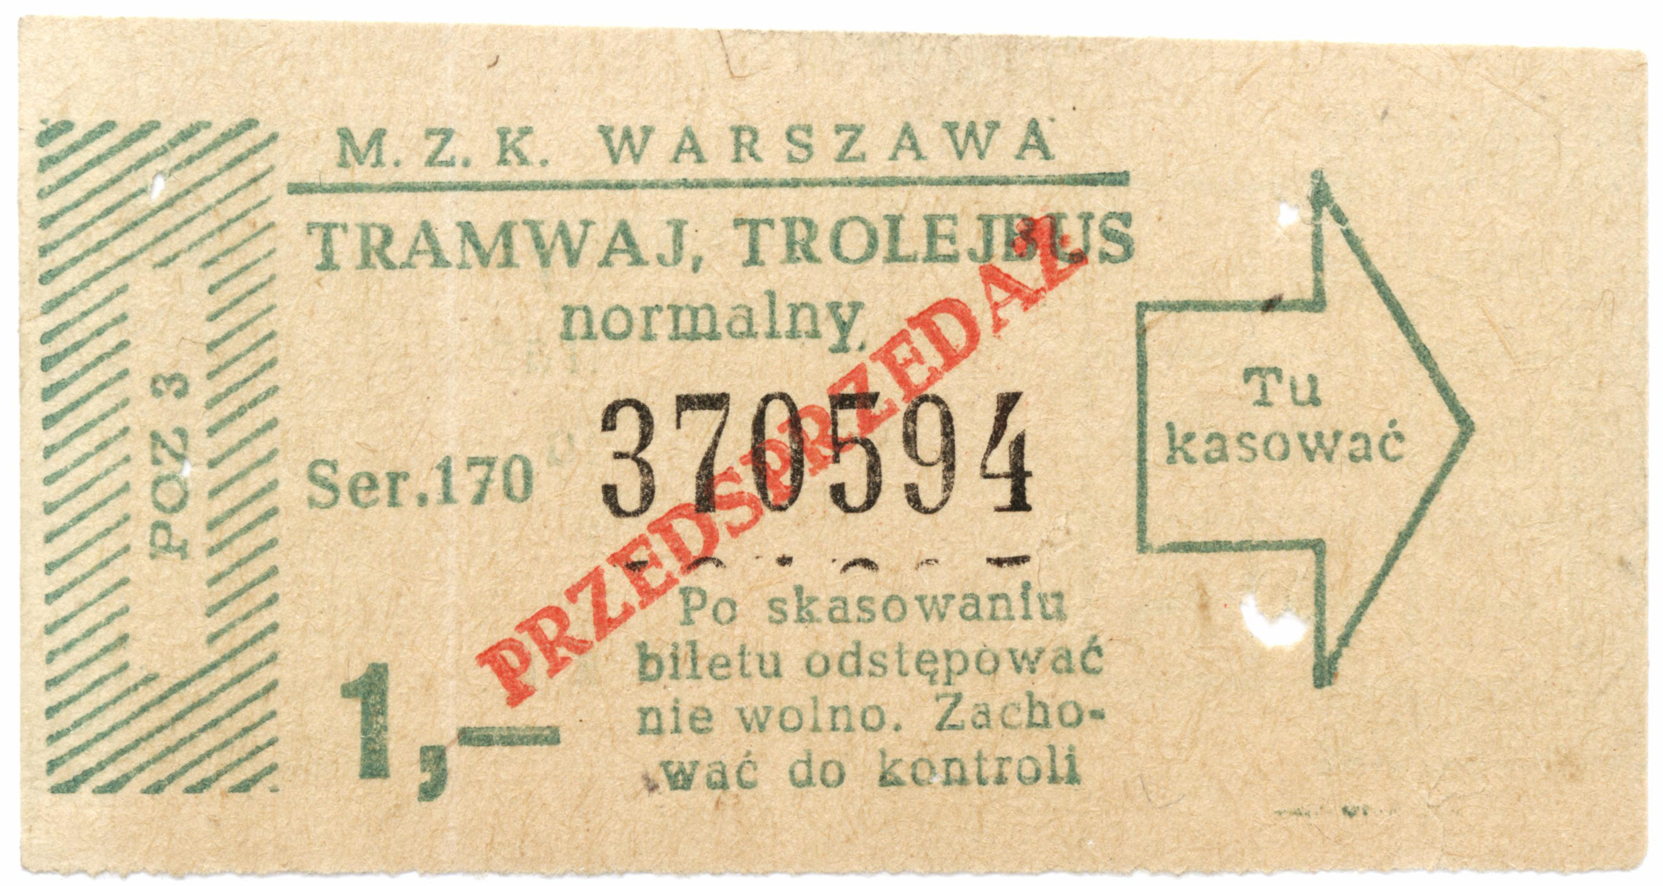 M. Z. K. WARSZAWA
TRAMWAJ, TROLEJBUS
normalny
PRZEDSPRZEDAŻ
POZ 3
Ser.170 370594
1,—
Po skasowaniu
biletu odstępować
nie wolno. Zacho-
wać do kontroli
Tu
kasować